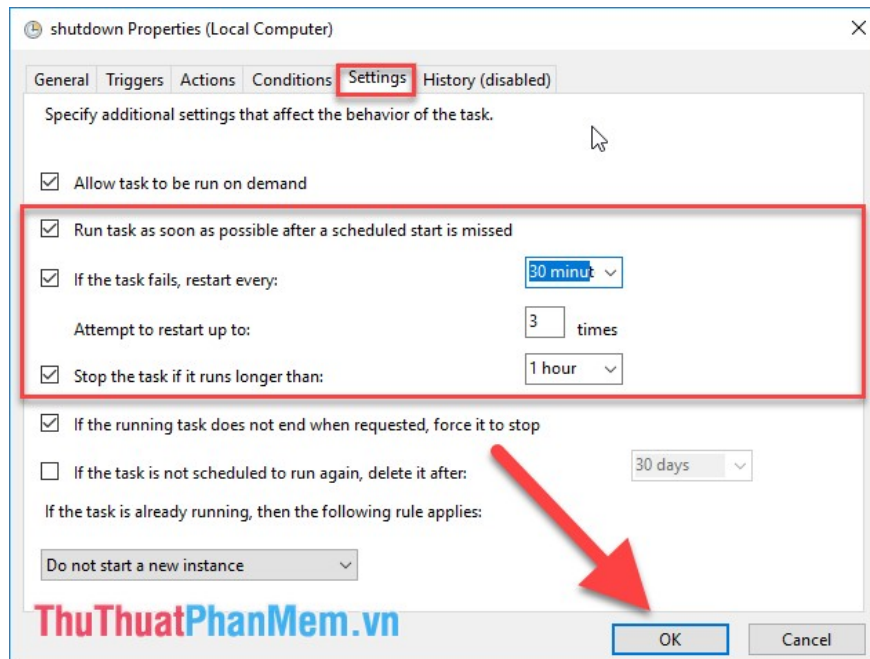 shutdown Properties (Local Computer)
General Triggers Actions Conditions Settings History (disabled)
Specify additional settings that affect the behavior of the task.
Allow task to be run on demand
Run task as soon as possible after a scheduled start is missed
If the task fails, restart every: 30 minut
Attempt to restart up to: 3 times
Stop the task if it runs longer than: 1 hour
If the running task does not end when requested, force it to stop
If the task is not scheduled to run again, delete it after: 30 days
If the task is already running, then the following rule applies:
Do not start a new instance
ThuThuatPhanMem.vn
OK Cancel